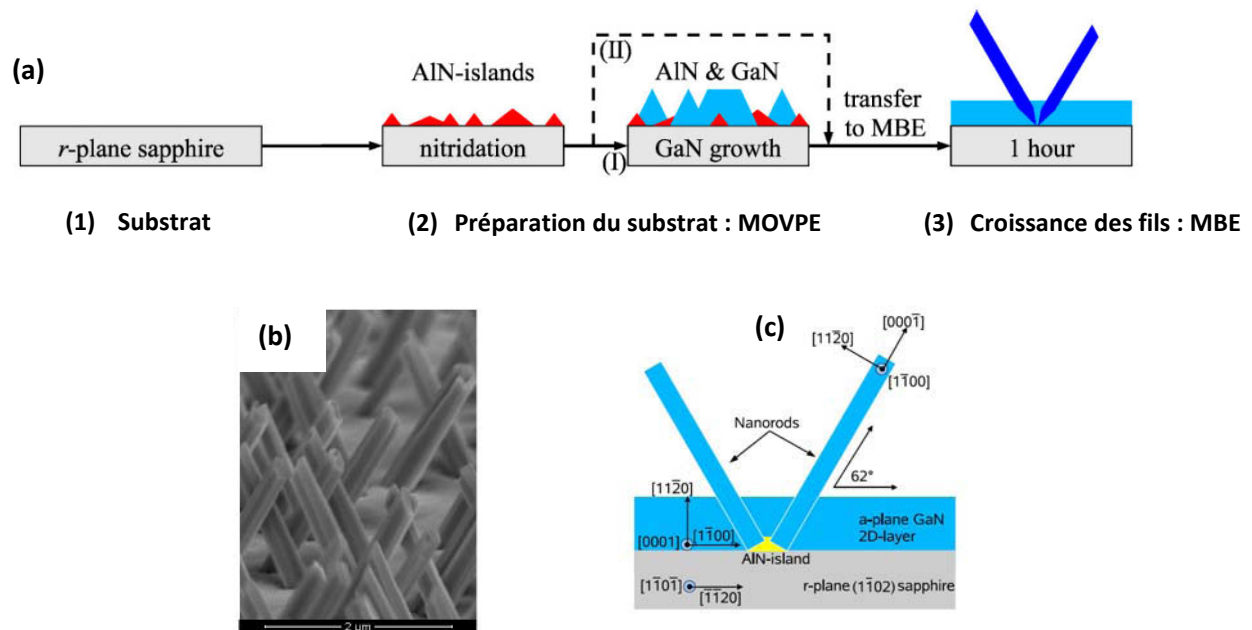 (a)
r-plane sapphire
AlN-islands
nitridation
(II)
(I)
AlN & GaN
GaN growth
transfer
to MBE
1 hour
(1) Substrat
(2) Préparation du substrat : MOVPE
(3) Croissance des fils : MBE
(b)
2 µm
(c)
[112̄0]
[0001̄]
[11̄00]
Nanorods
62°
[112̄0]
[0001]
[11̄00]
a-plane GaN
2D-layer
AlN-island
[11̄01̄]
[1̄1̄20]
r-plane (11̄02) sapphire